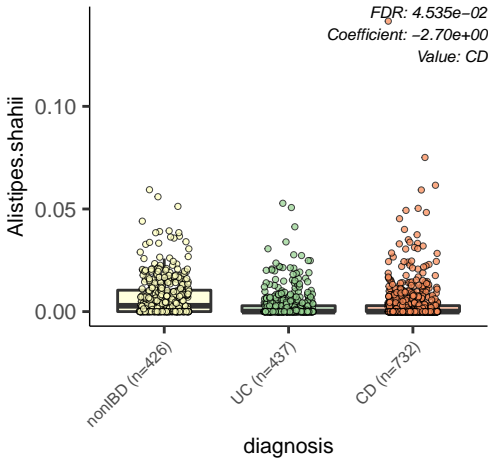 FDR: 4.535e−02
Coefficient: −2.70e+00
Value: CD
Alistipes.shahii
0.10
0.05
0.00
nonIBD (n=426)
UC (n=437)
CD (n=732)
diagnosis